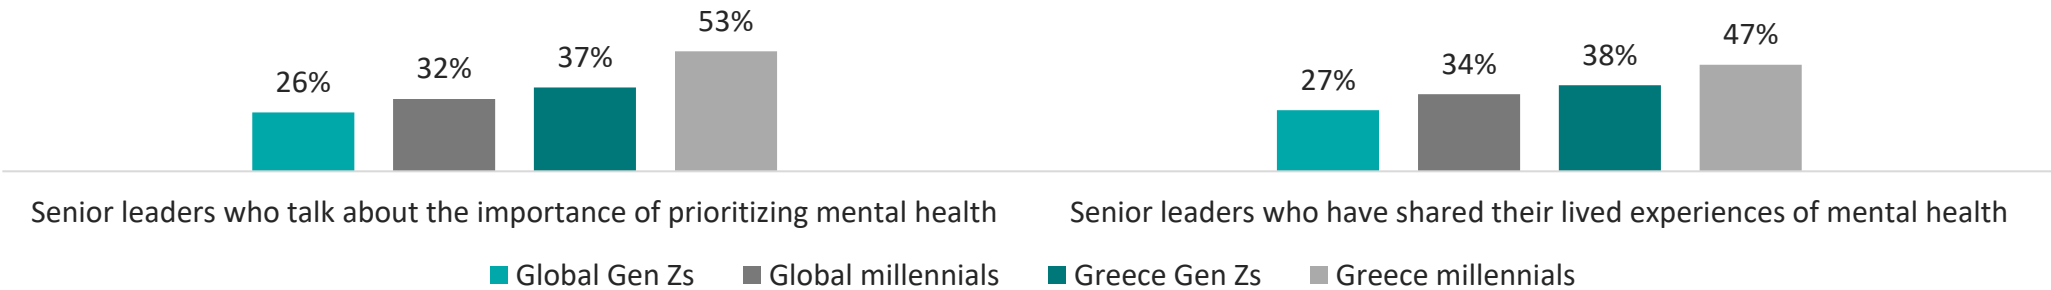 26%
32%
37%
53%
27%
34%
38%
47%
Senior leaders who talk about the importance of prioritizing mental health
Senior leaders who have shared their lived experiences of mental health
Global Gen Zs
Global millennials
Greece Gen Zs
Greece millennials